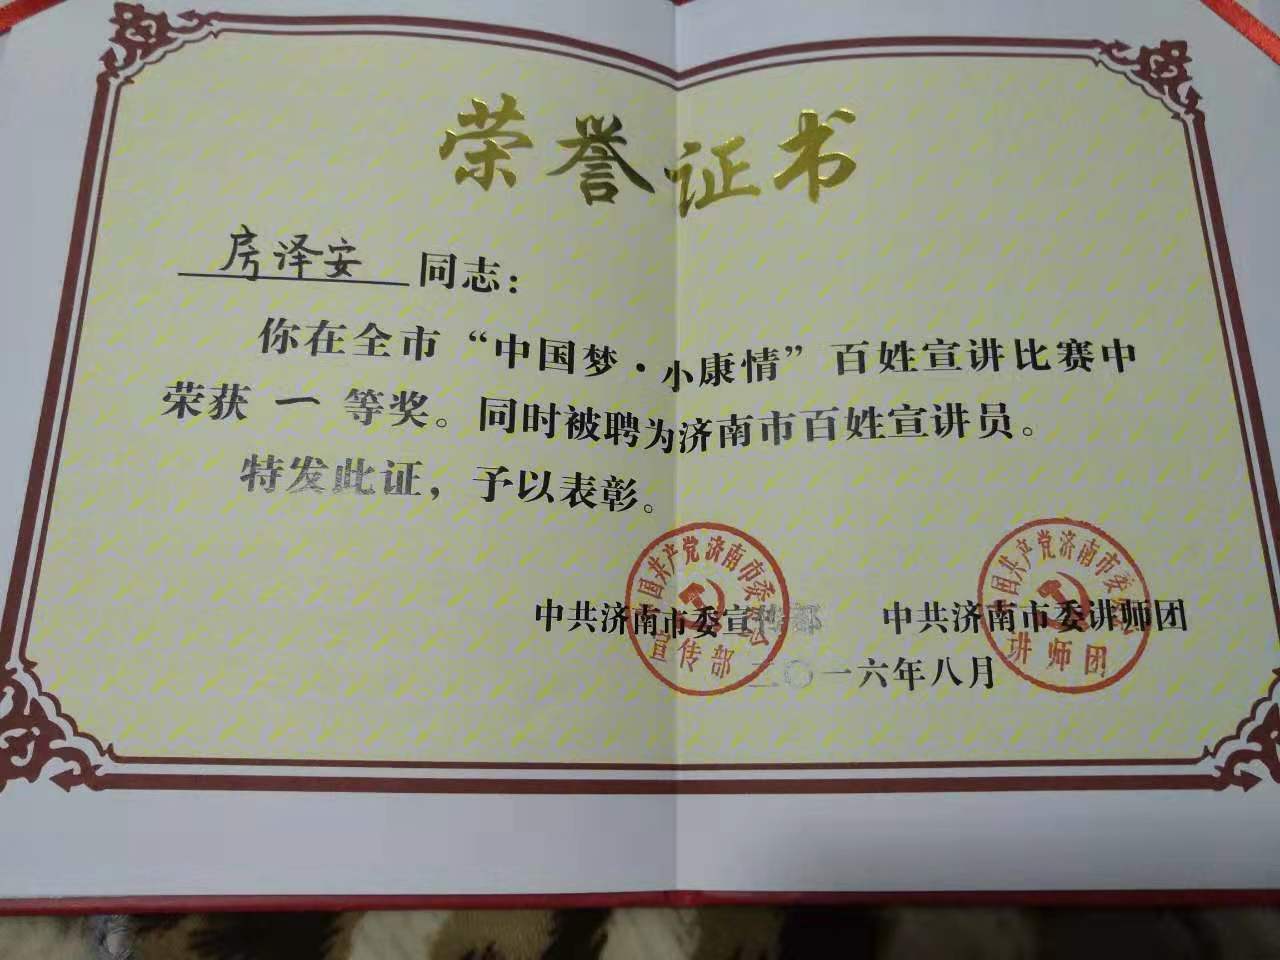 荣誉证书
房泽安 同志：
你在全市“中国梦·小康情”百姓宣讲比赛中
荣获 一 等奖。同时被聘为济南市百姓宣讲员。
特发此证，予以表彰。
中共济南市委宣传部 中共济南市委讲师团
二〇一六年八月
国共产党济南市委
宣传部
国共产党济南市委
讲师团